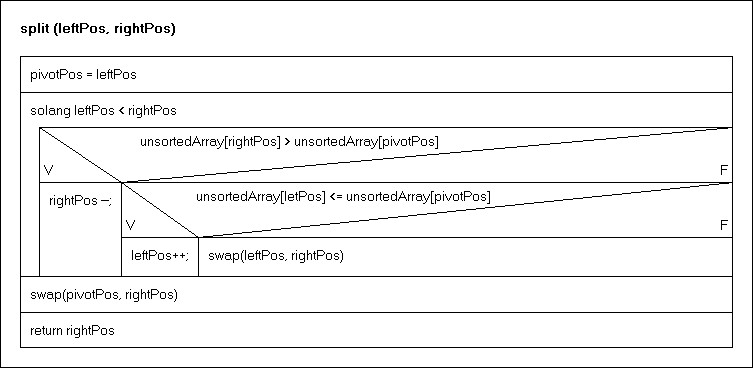 split (leftPos, rightPos)
pivotPos = leftPos
solang leftPos < rightPos
unsortedArray[rightPos] > unsortedArray[pivotPos]
V
F
rightPos –;
unsortedArray[letPos] <= unsortedArray[pivotPos]
V
F
leftPos++;
swap(leftPos, rightPos)
swap(pivotPos, rightPos)
return rightPos